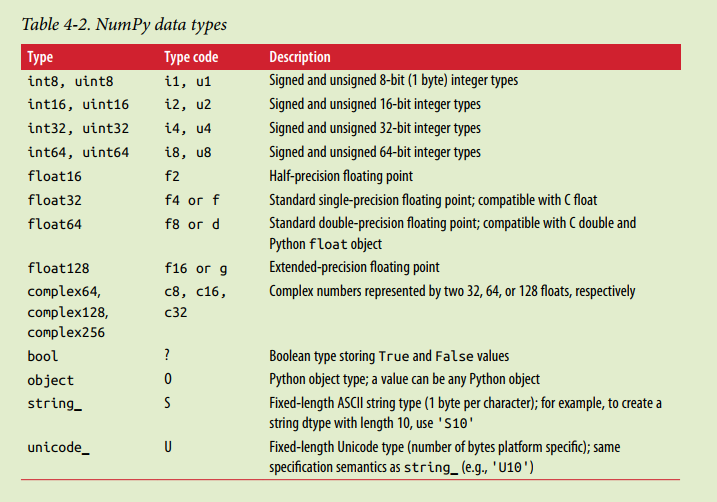 Table 4-2. NumPy data types
Type Type code Description
int8, uint8 i1, u1 Signed and unsigned 8-bit (1 byte) integer types
int16, uint16 i2, u2 Signed and unsigned 16-bit integer types
int32, uint32 i4, u4 Signed and unsigned 32-bit integer types
int64, uint64 i8, u8 Signed and unsigned 64-bit integer types
float16 f2 Half-precision floating point
float32 f4 or f Standard single-precision floating point; compatible with C float
float64 f8 or d Standard double-precision floating point; compatible with C double and
Python float object
float128 f16 or g Extended-precision floating point
complex64, c8, c16, Complex numbers represented by two 32, 64, or 128 floats, respectively
complex128, c32
complex256
bool ? Boolean type storing True and False values
object O Python object type; a value can be any Python object
string_ S Fixed-length ASCII string type (1 byte per character); for example, to create a
string dtype with length 10, use 'S10'
unicode_ U Fixed-length Unicode type (number of bytes platform specific); same
specification semantics as string_ (e.g., 'U10')